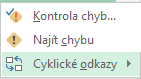 Kontrola chyb...
Najít chybu
Cyklické odkazy